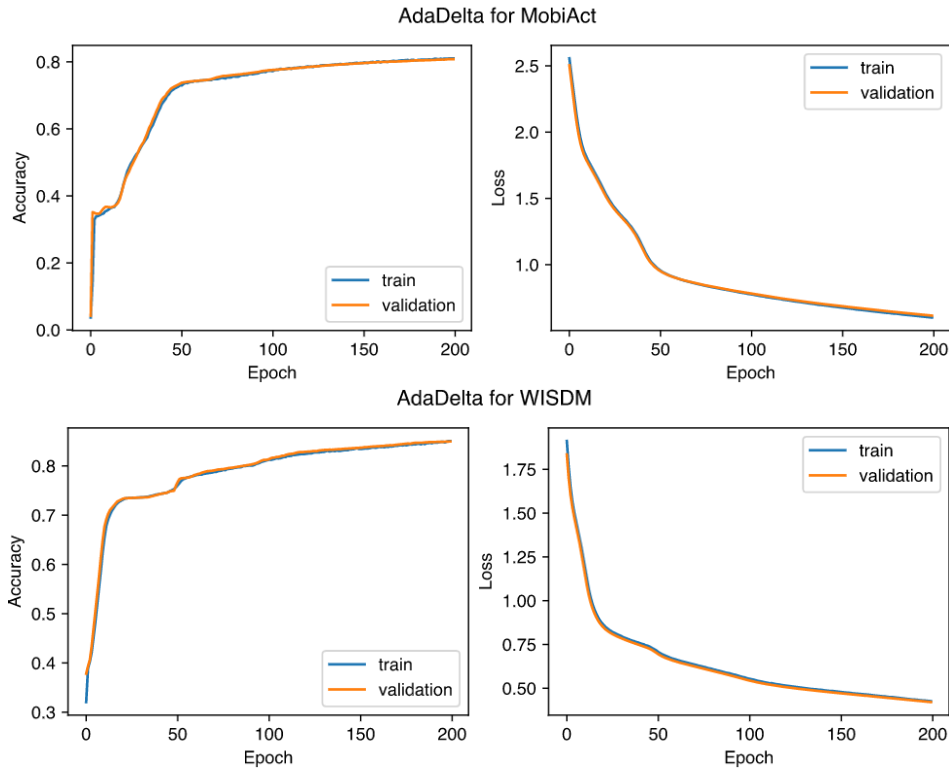 AdaDelta for MobiAct
0.8
0.6
0.4
0.2
0.0
Accuracy
train
validation
0 50 100 150 200
Epoch
2.5
2.0
1.5
1.0
Loss
train
validation
0 50 100 150 200
Epoch
AdaDelta for WISDM
0.8
0.7
0.6
0.5
0.4
0.3
Accuracy
train
validation
0 50 100 150 200
Epoch
1.75
1.50
1.25
1.00
0.75
0.50
Loss
train
validation
0 50 100 150 200
Epoch